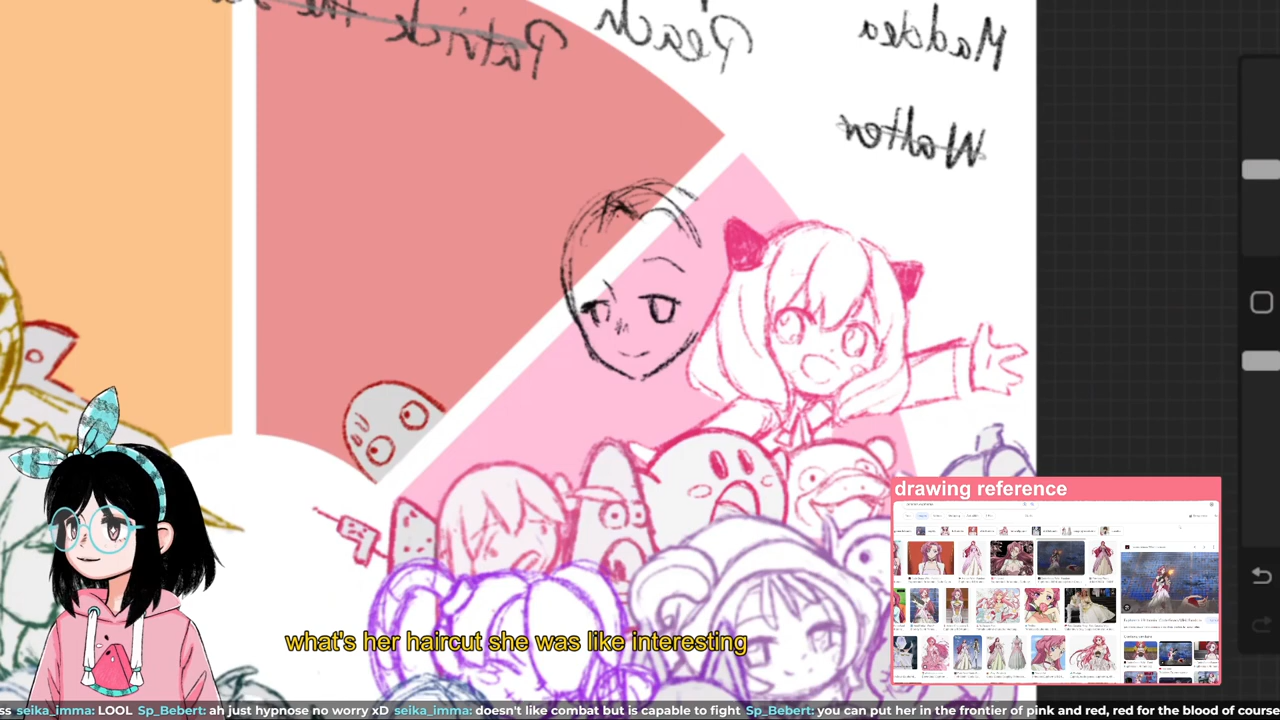 Patrick the
Peach
Maddea
Walter
drawing reference
what's her haircut she was like interesting
ss seika_imma: LOOL Sp_Bebert: ah just hypnose no worry xD seika_imma: doesn't like combat but is capable to fight Sp_Bebert: you can put her in the frontier of pink and red, red for the blood of course